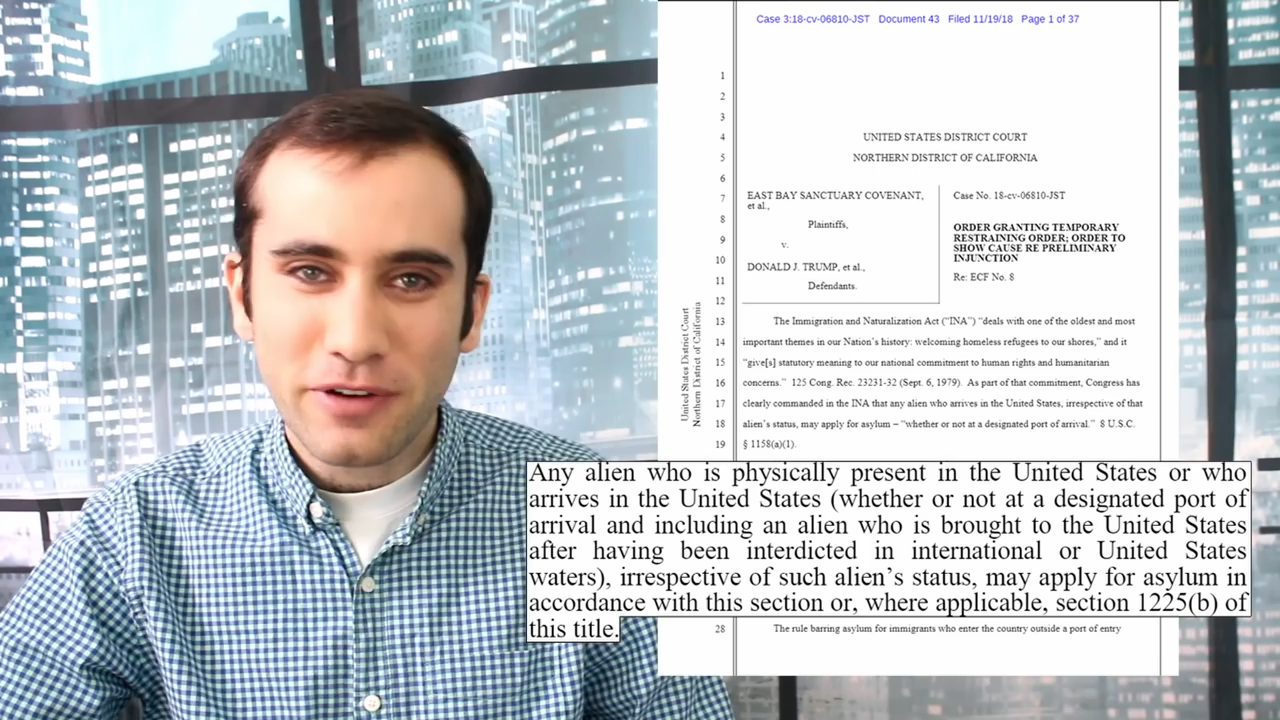 Case 3:18-cv-06810-JST Document 43 Filed 11/19/18 Page 1 of 37
1
2
3
4 UNITED STATES DISTRICT COURT
5 NORTHERN DISTRICT OF CALIFORNIA
6
7 EAST BAY SANCTUARY COVENANT,
et al.,
8 Plaintiffs,
9 v.
10 DONALD J. TRUMP, et al.,
11 Defendants.
12
Case No. 18-cv-06810-JST
ORDER GRANTING TEMPORARY
RESTRAINING ORDER; ORDER TO
SHOW CAUSE RE PRELIMINARY
INJUNCTION
Re: ECF No. 8
United States District Court
Northern District of California
13 The Immigration and Naturalization Act (“INA”) “deals with one of the oldest and most
14 important themes in our Nation’s history: welcoming homeless refugees to our shores,” and it
15 “give[s] statutory meaning to our national commitment to human rights and humanitarian
16 concerns.” 125 Cong. Rec. 23231-32 (Sept. 6, 1979). As part of that commitment, Congress has
17 clearly commanded in the INA that any alien who arrives in the United States, irrespective of that
18 alien’s status, may apply for asylum – “whether or not at a designated port of arrival.” 8 U.S.C.
19 § 1158(a)(1).
Any alien who is physically present in the United States or who
arrives in the United States (whether or not at a designated port of
arrival and including an alien who is brought to the United States
after having been interdicted in international or United States
waters), irrespective of such alien’s status, may apply for asylum in
accordance with this section or, where applicable, section 1225(b) of
this title.
28 The rule barring asylum for immigrants who enter the country outside a port of entry